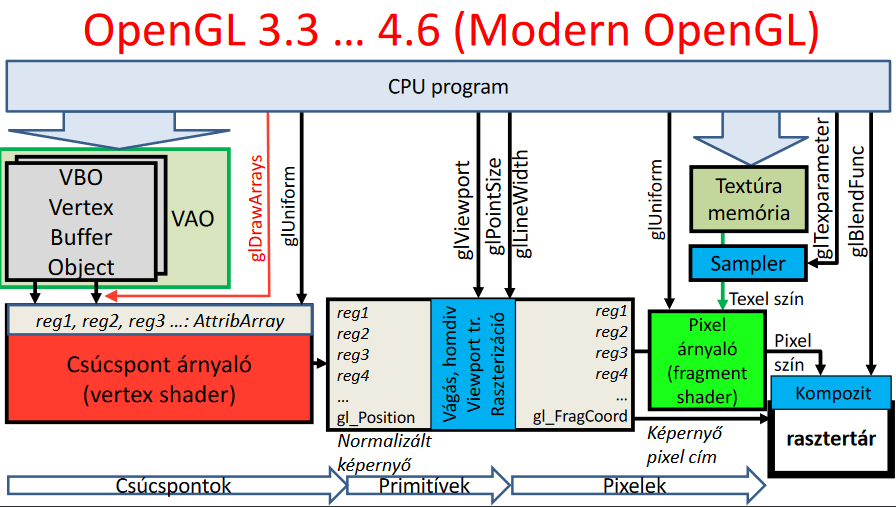 OpenGL 3.3 … 4.6 (Modern OpenGL)
CPU program
VBO
Vertex
Buffer
Object
VAO
glDrawArrays
glUniform
glViewport
glPointSize
glLineWidth
glUniform
Textúra
memória
glTexparameter
glBlendFunc
Sampler
Texel szín
reg1, reg2, reg3 …: AttribArray
Csúcspont árnyaló
(vertex shader)
reg1
reg2
reg3
reg4
…
gl_Position
Vágás, homdiv
Viewport tr.
Raszterizáció
reg1
reg2
reg3
reg4
…
gl_FragCoord
Pixel
árnyaló
(fragment
shader)
Pixel
szín
Kompozit
rasztertár
Normalizált
képernyő
Képernyő
pixel cím
Csúcspontok
Primitívek
Pixelek